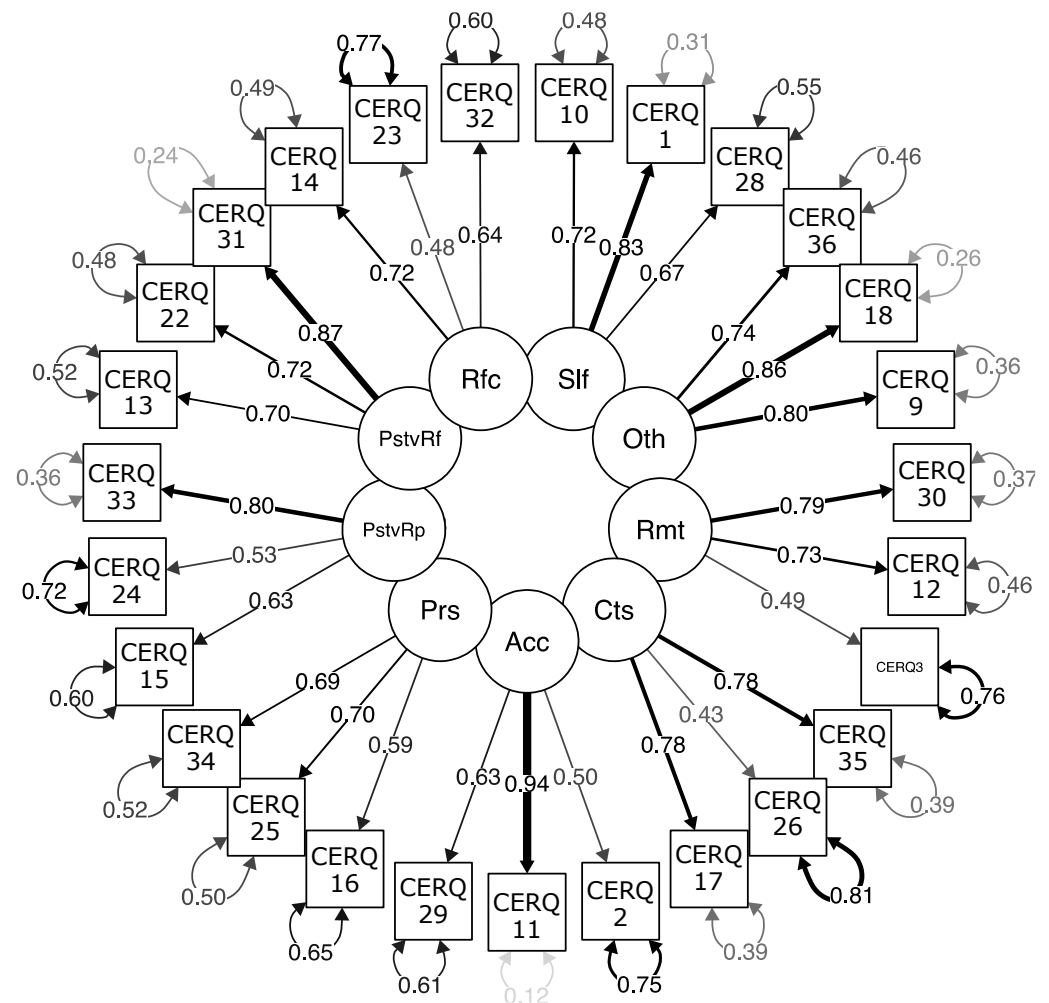 0.60
0.48
0.77
0.31
CERQ
32
CERQ
10
0.49
CERQ
23
CERQ
1
0.55
CERQ
14
CERQ
28
0.24
0.46
CERQ
31
CERQ
36
0.48
0.26
CERQ
22
CERQ
18
0.48
0.64
0.72
0.83
0.67
0.72
0.74
0.87
0.86
0.52
CERQ
13
0.72
Rfc
Slf
0.36
CERQ
9
0.70
0.80
PstvRf
Oth
0.36
CERQ
33
0.80
0.79
CERQ
30
0.37
PstvRp
Rmt
0.53
0.73
0.72
CERQ
24
CERQ
12
0.46
0.63
0.49
Prs
Acc
Cts
0.60
CERQ
15
CERQ3
0.76
0.69
0.78
0.70
0.43
0.59
0.78
CERQ
34
CERQ
35
0.63
0.94
0.50
0.52
0.39
CERQ
25
CERQ
26
0.50
0.81
CERQ
16
CERQ
17
CERQ
29
CERQ
11
CERQ
2
0.65
0.39
0.61
0.12
0.75